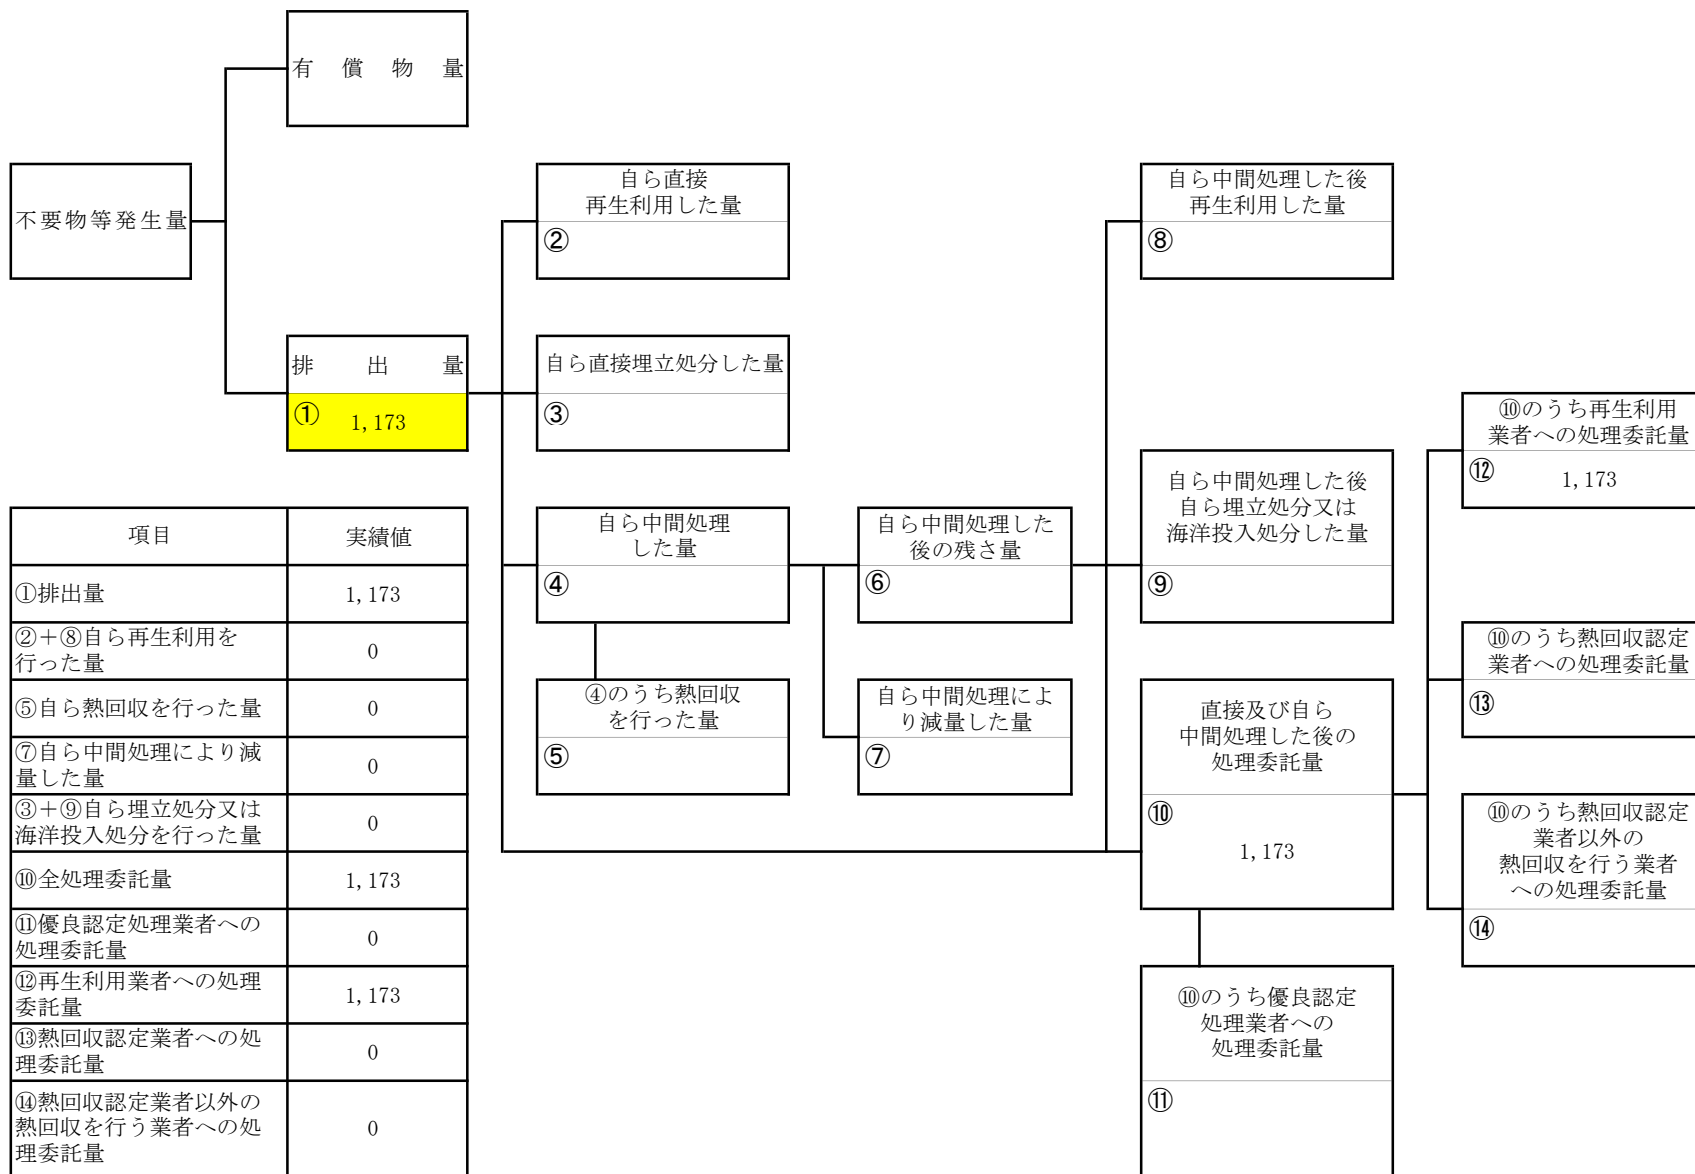 有償物量
不要物等発生量
排出量
① 1,173
自ら直接
再生利用した量
②
自ら直接埋立処分した量
③
自ら中間処理
した量
④
④のうち熱回収
を行った量
⑤
自ら中間処理した
後の残さ量
⑥
自ら中間処理によ
り減量した量
⑦
自ら中間処理した後
再生利用した量
⑧
自ら中間処理した後
自ら埋立処分又は
海洋投入処分した量
⑨
直接及び自ら
中間処理した後の
処理委託量
⑩
1,173
⑩のうち優良認定
処理業者への
処理委託量
⑪
⑩のうち再生利用
業者への処理委託量
⑫ 1,173
⑩のうち熱回収認定
業者への処理委託量
⑬
⑩のうち熱回収認定
業者以外の
熱回収を行う業者
への処理委託量
⑭
項目 実績値
①排出量 1,173
②+⑧自ら再生利用を
行った量 0
⑤自ら熱回収を行った量 0
⑦自ら中間処理により減
量した量 0
③+⑨自ら埋立処分又は
海洋投入処分を行った量 0
⑩全処理委託量 1,173
⑪優良認定処理業者への
処理委託量 0
⑫再生利用業者への処理
委託量 1,173
⑬熱回収認定業者への処
理委託量 0
⑭熱回収認定業者以外の
熱回収を行う業者への処
理委託量 0